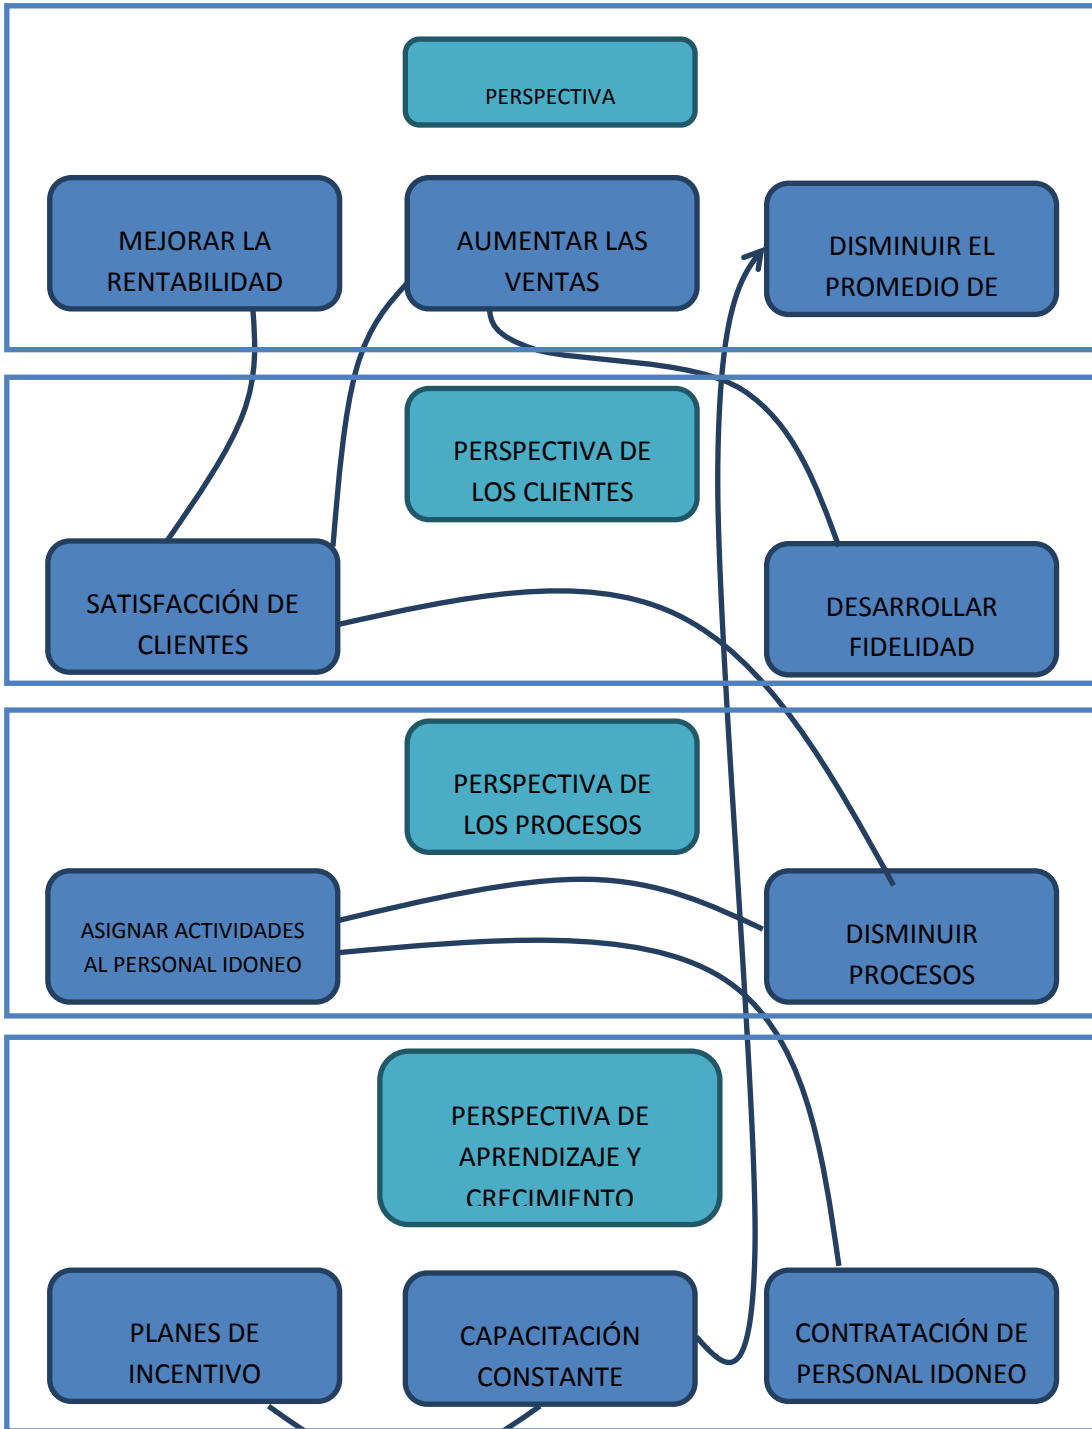 PERSPECTIVA
MEJORAR LA
RENTABILIDAD
AUMENTAR LAS
VENTAS
DISMINUIR EL
PROMEDIO DE
PERSPECTIVA DE
LOS CLIENTES
SATISFACCIÓN DE
CLIENTES
DESARROLLAR
FIDELIDAD
PERSPECTIVA DE
LOS PROCESOS
ASIGNAR ACTIVIDADES
AL PERSONAL IDONEO
DISMINUIR
PROCESOS
PERSPECTIVA DE
APRENDIZAJE Y
CRECIMIENTO
PLANES DE
INCENTIVO
CAPACITACIÓN
CONSTANTE
CONTRATACIÓN DE
PERSONAL IDONEO